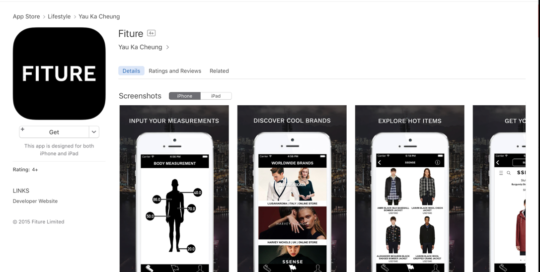 App Store > Lifestyle > Yau Ka Cheung
FITURE
Fiture 4+
Yau Ka Cheung >
Details
Ratings and Reviews
Related
Screenshots
iPhone
iPad
+ Get
This app is designed for both
iPhone and iPad
Rating: 4+
LINKS
Developer Website
© 2015 Fiture Limited
INPUT YOUR MEASUREMENTS
BODY MEASUREMENT
DISCOVER COOL BRANDS
WORLDWIDE BRANDS
SSENSE
EXPLORE HOT ITEMS
GET YO